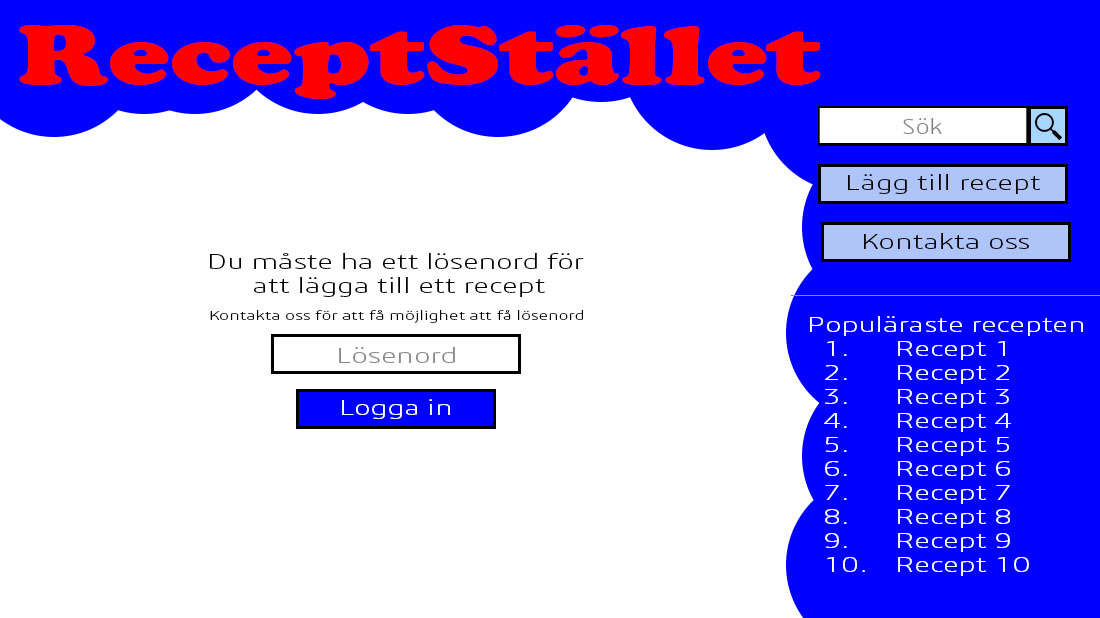 ReceptStället
Sök
Lägg till recept
Kontakta oss
Du måste ha ett lösenord för
att lägga till ett recept
Kontakta oss för att få möjlighet att få lösenord
Lösenord
Logga in
Populäraste recepten
1. Recept 1
2. Recept 2
3. Recept 3
4. Recept 4
5. Recept 5
6. Recept 6
7. Recept 7
8. Recept 8
9. Recept 9
10. Recept 10